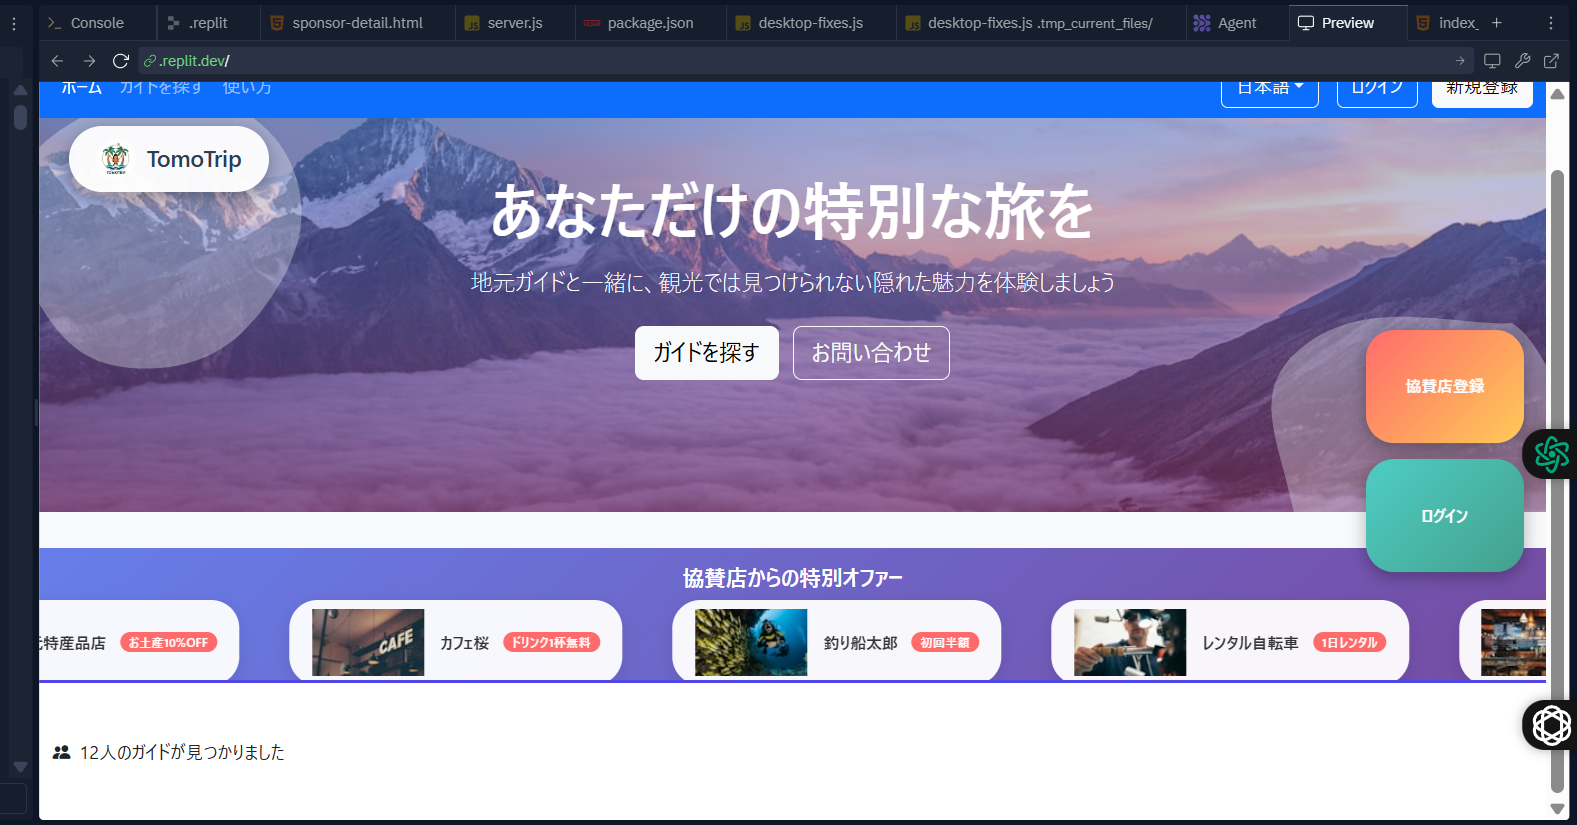 Console
.replit
sponsor-detail.html
server.js
package.json
desktop-fixes.js
desktop-fixes.js .tmp_current_files/
Agent
Preview
index_
.replit.dev/
ホーム
ガイドを探す
使い方
日本語
ログイン
新規登録
TomoTrip
あなただけの特別な旅を
地元ガイドと一緒に、観光では見つけられない隠れた魅力を体験しましょう
ガイドを探す
お問い合わせ
協賛店登録
ログイン
協賛店からの特別オファー
特産品店
お土産10%OFF
CAFE
カフェ桜
ドリンク1杯無料
釣り船太郎
初回半額
レンタル自転車
1日レンタル
12人のガイドが見つかりました